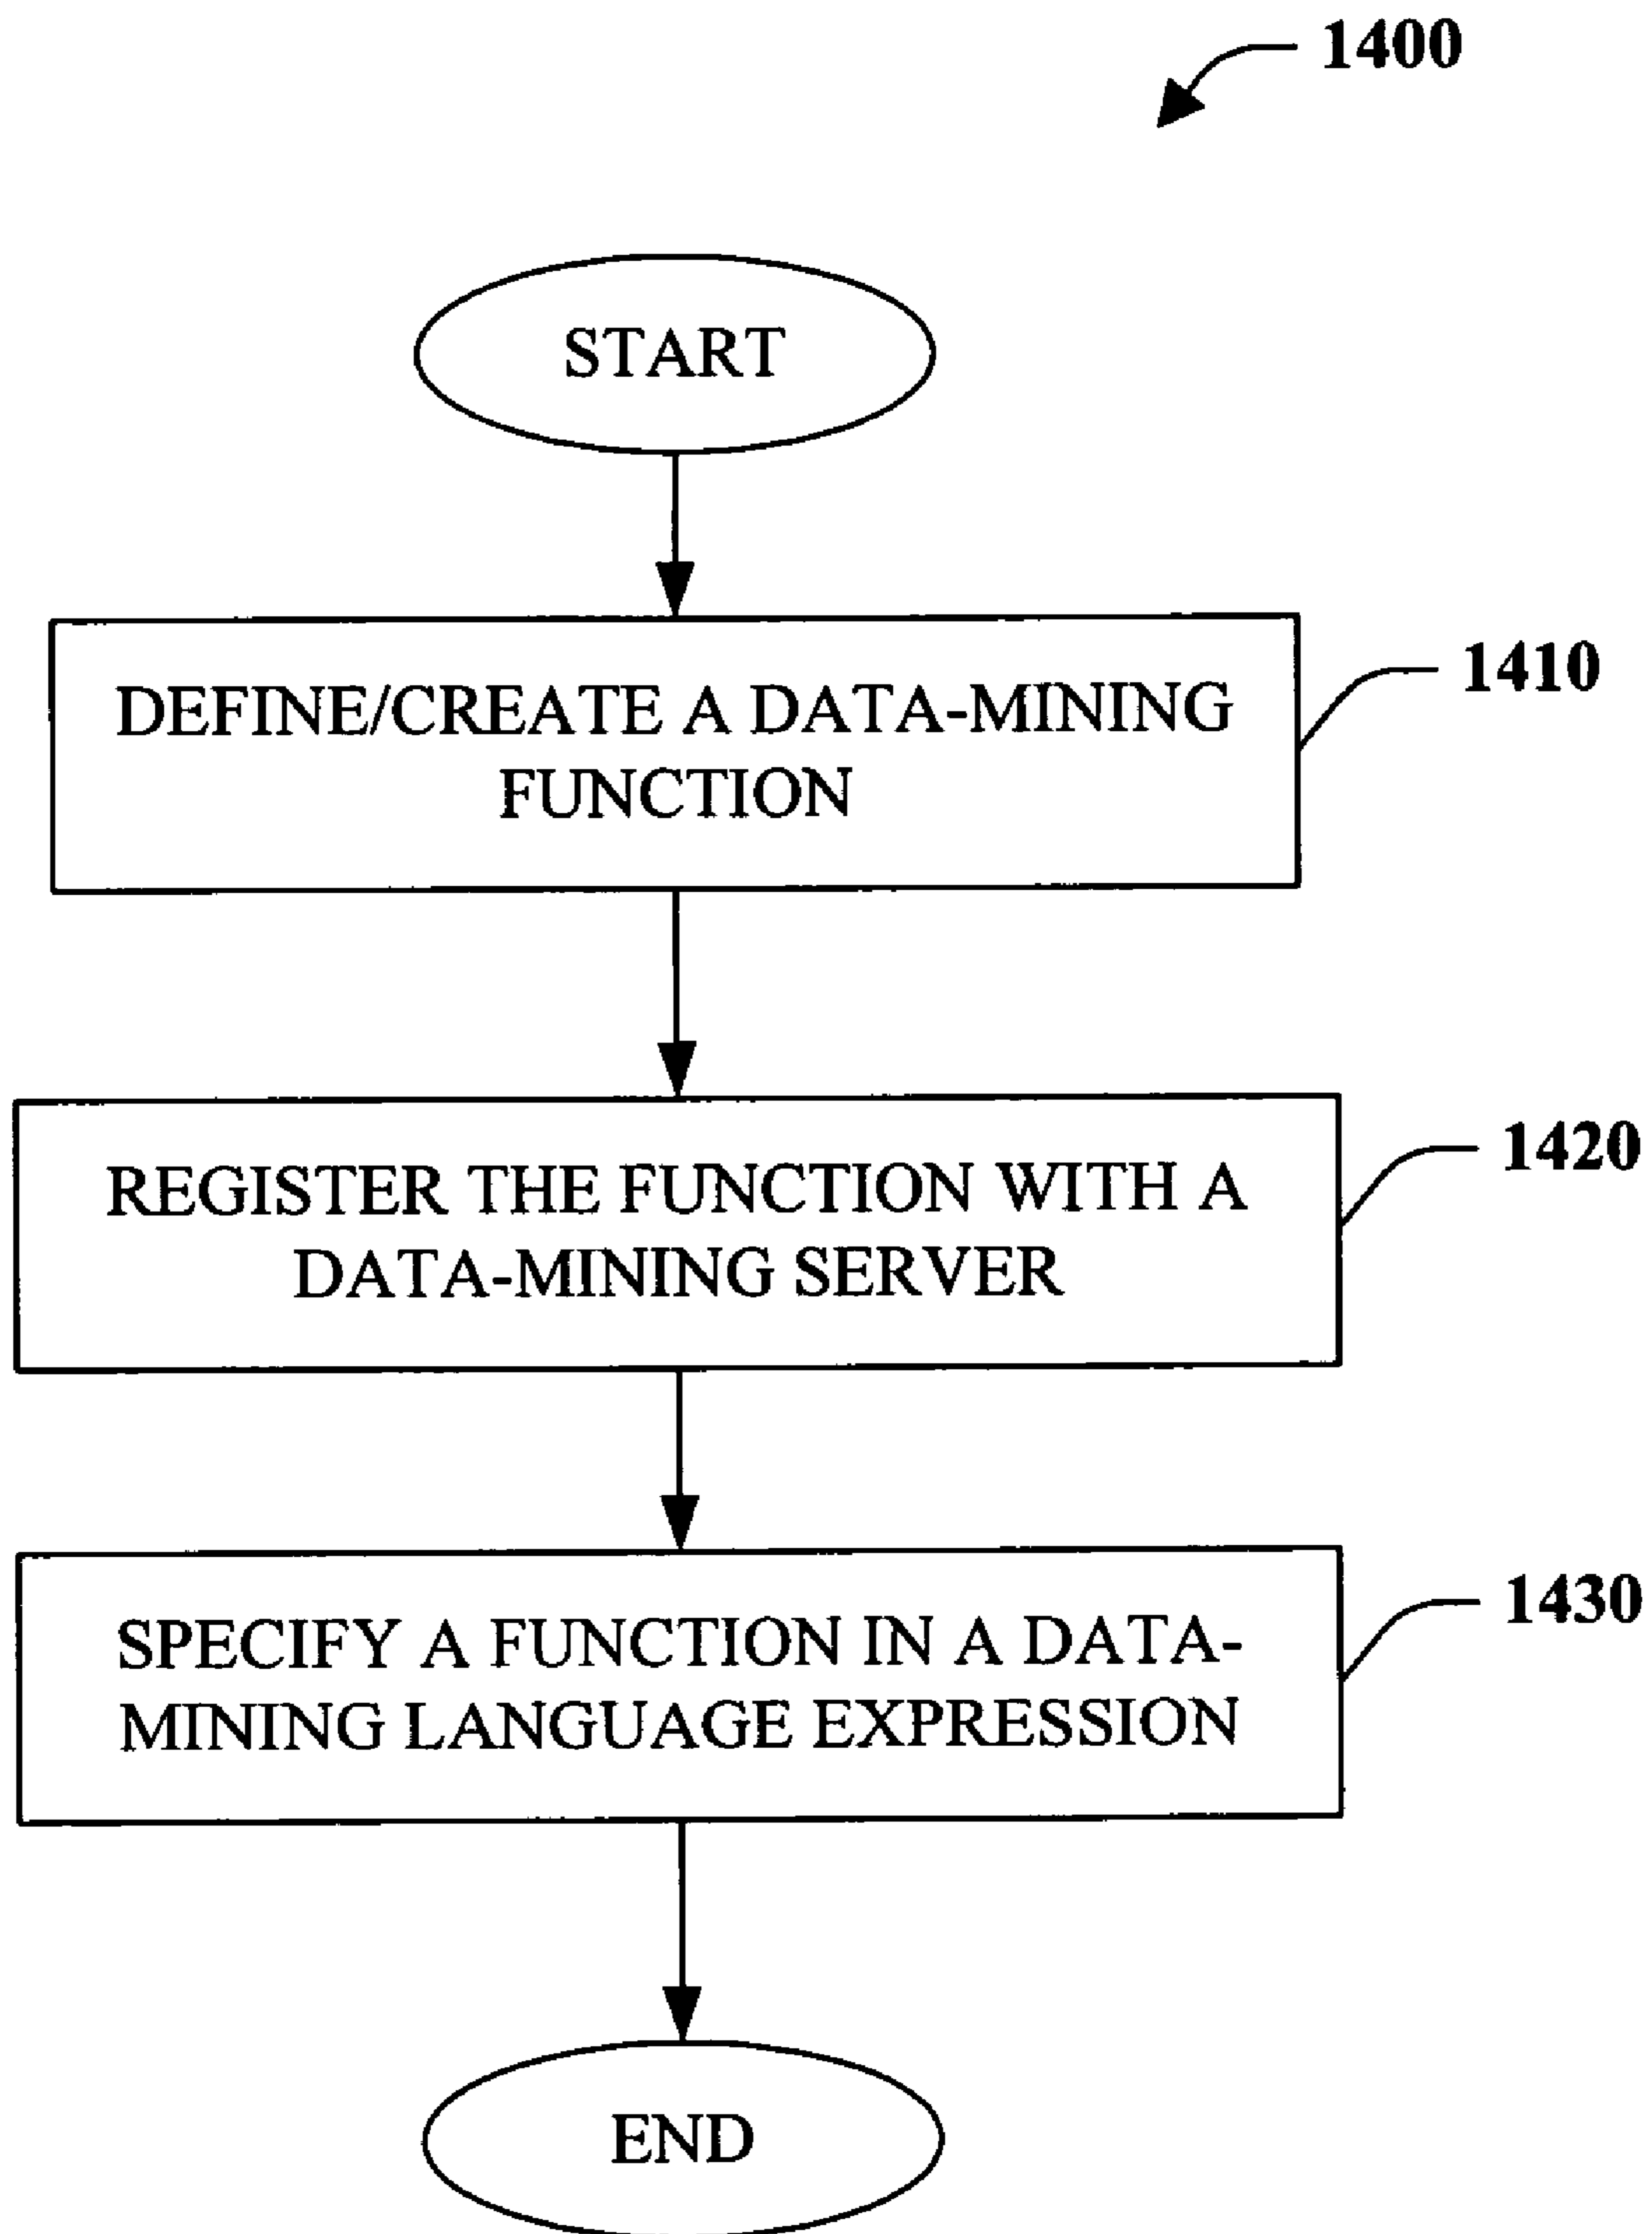 1400
START
DEFINE/CREATE A DATA-MINING
FUNCTION
1410
REGISTER THE FUNCTION WITH A
DATA-MINING SERVER
1420
SPECIFY A FUNCTION IN A DATA-
MINING LANGUAGE EXPRESSION
1430
END